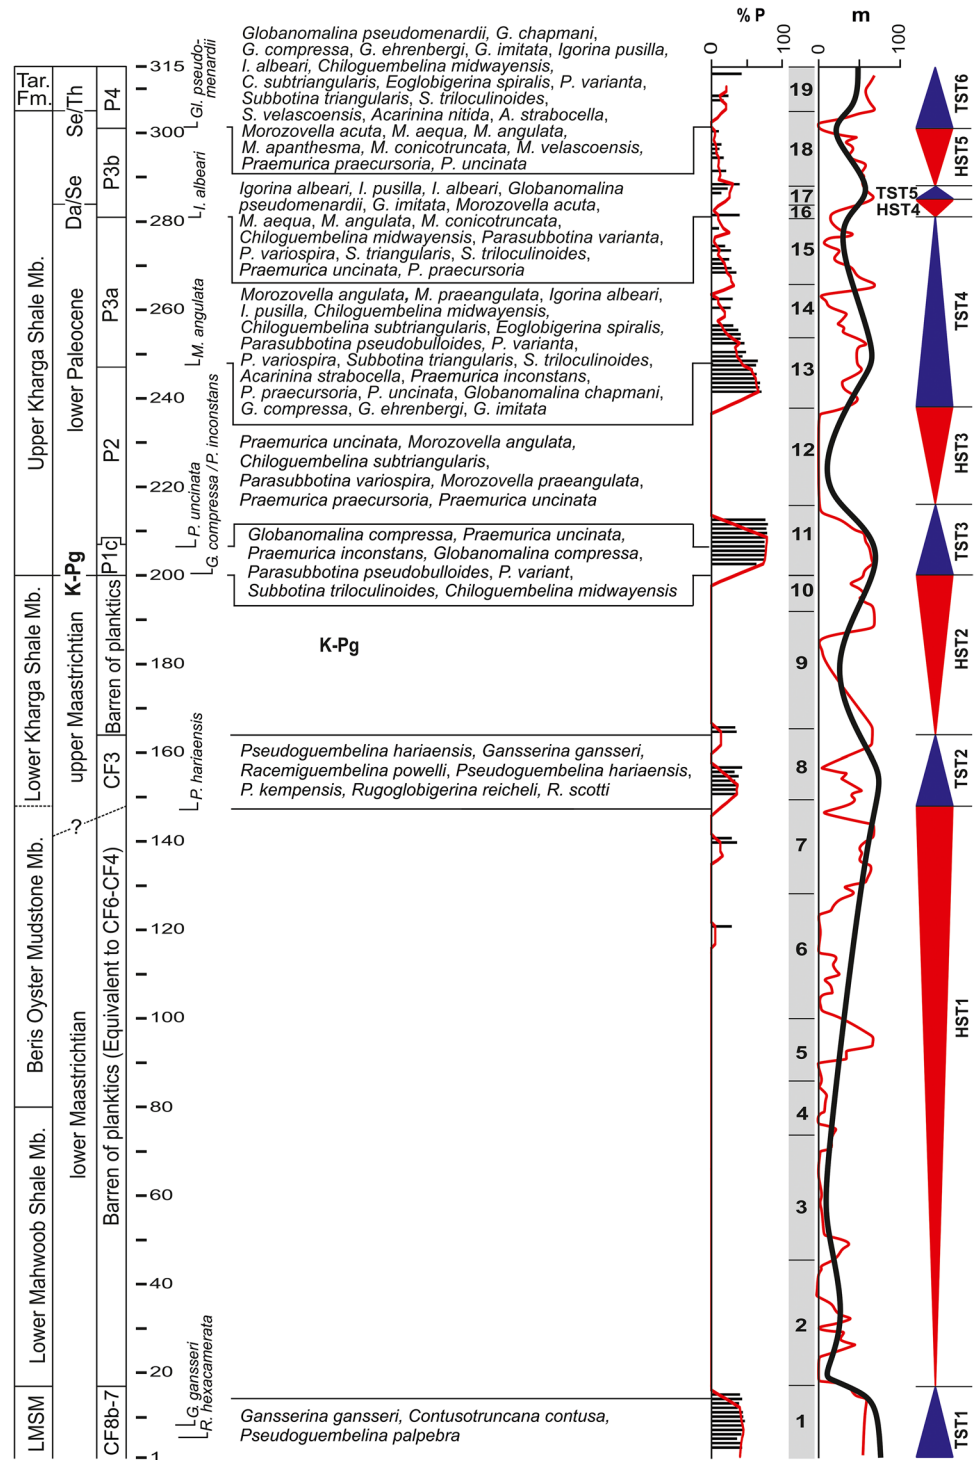 % P
m
0
100
0
100
Tar.
Fm.
Upper Kharga Shale Mb.
Lower Kharga Shale Mb.
Beris Oyster Mudstone Mb.
Lower Mahwoob Shale Mb.
LMSM
Se/Th
Da/Se
lower Paleocene
K-Pg
upper Maastrichtian
?
lower Maastrichtian
P4
P3b
P3a
P2
P1c
Barren of planktics
CF3
Barren of planktics (Equivalent to CF6-CF4)
CF8b-7
315
300
280
260
240
220
200
180
160
140
120
100
80
60
40
20
1
Gl. pseudo-
menardii
I. albeari
M. angulata
P. uncinata
G. compressa / P. inconstans
P. hariaensis
G. gansseri
R. hexacamerata
Globanomalina pseudomenardii, G. chapmani,
G. compressa, G. ehrenbergi, G. imitata, Igorina pusilla,
I. albeari, Chiloguembelina midwayensis,
C. subtriangularis, Eoglobigerina spiralis, P. varianta,
Subbotina triangularis, S. triloculinoides,
S. velascoensis, Acarinina nitida, A. strabocella,
Morozovella acuta, M. aequa, M. angulata,
M. apanthesma, M. conicotruncata, M. velascoensis,
Praemurica praecursoria, P. uncinata
Igorina albeari, I. pusilla, I. albeari, Globanomalina
pseudomenardii, G. imitata, Morozovella acuta,
M. aequa, M. angulata, M. conicotruncata,
Chiloguembelina midwayensis, Parasubbotina varianta,
P. variospira, S. triangularis, S. triloculinoides,
Praemurica uncinata, P. praecursoria
Morozovella angulata, M. praeangulata, Igorina albeari,
I. pusilla, Chiloguembelina midwayensis,
Chiloguembelina subtriangularis, Eoglobigerina spiralis,
Parasubbotina pseudobulloides, P. varianta,
P. variospira, Subbotina triangularis, S. triloculinoides,
Acarinina strabocella, Praemurica inconstans,
P. praecursoria, P. uncinata, Globanomalina chapmani,
G. compressa, G. ehrenbergi, G. imitata
Praemurica uncinata, Morozovella angulata,
Chiloguembelina subtriangularis,
Parasubbotina variospira, Morozovella praeangulata,
Praemurica praecursoria, Praemurica uncinata
Globanomalina compressa, Praemurica uncinata,
Praemurica inconstans, Globanomalina compressa,
Parasubbotina pseudobulloides, P. variant,
Subbotina triloculinoides, Chiloguembelina midwayensis
K-Pg
Pseudoguembelina hariaensis, Gansserina gansseri,
Racemiguembelina powelli, Pseudoguembelina hariaensis,
P. kempensis, Rugoglobigerina reicheli, R. scotti
Gansserina gansseri, Contusotruncana contusa,
Pseudoguembelina palpebra
19
18
17
16
15
14
13
12
11
10
9
8
7
6
5
4
3
2
1
TST6
HST5
TST5
HST4
TST4
HST3
TST3
HST2
TST2
HST1
TST1